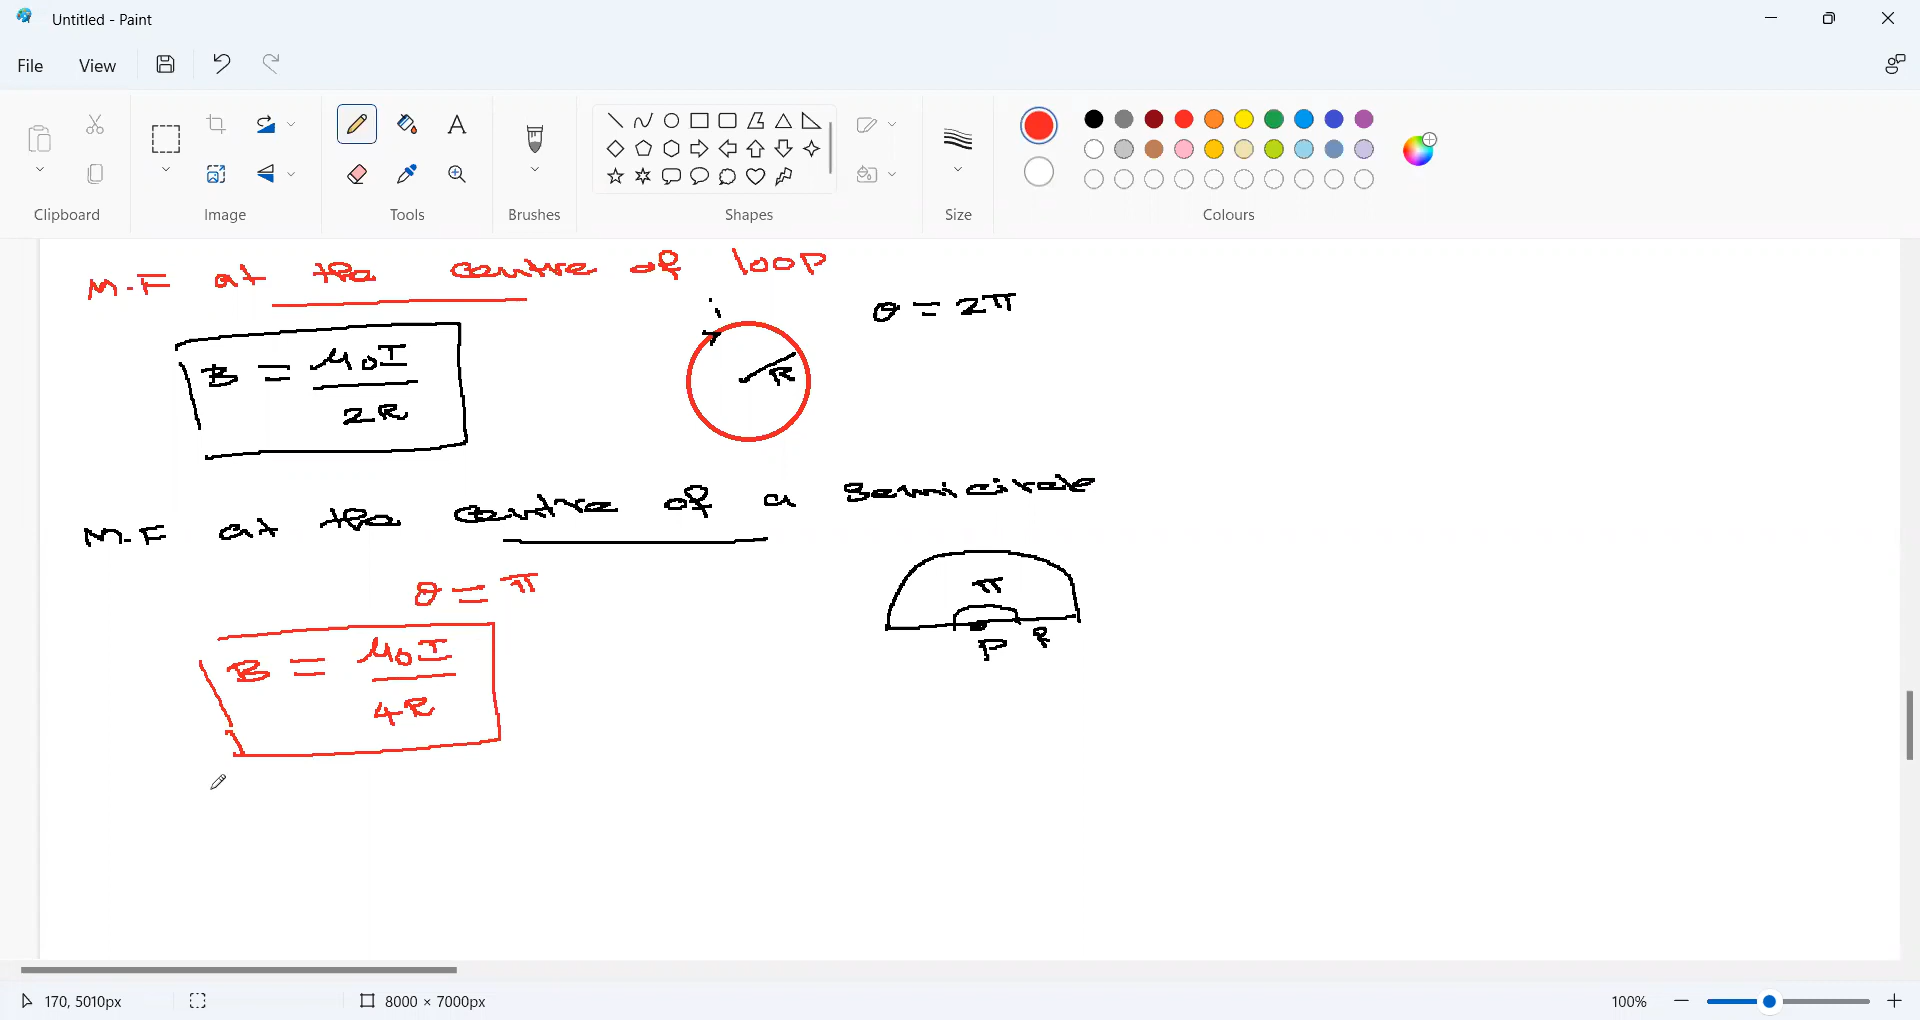 Untitled - Paint
File View
Clipboard Image Tools Brushes Shapes Size Colours
M.F at the centre of loop
i
θ = 2π
B = μ0I / 2R
R
M.F at the centre of a semicircle
θ = π
π
P R
B = μ0I / 4R
170, 5010px 8000 × 7000px 100%